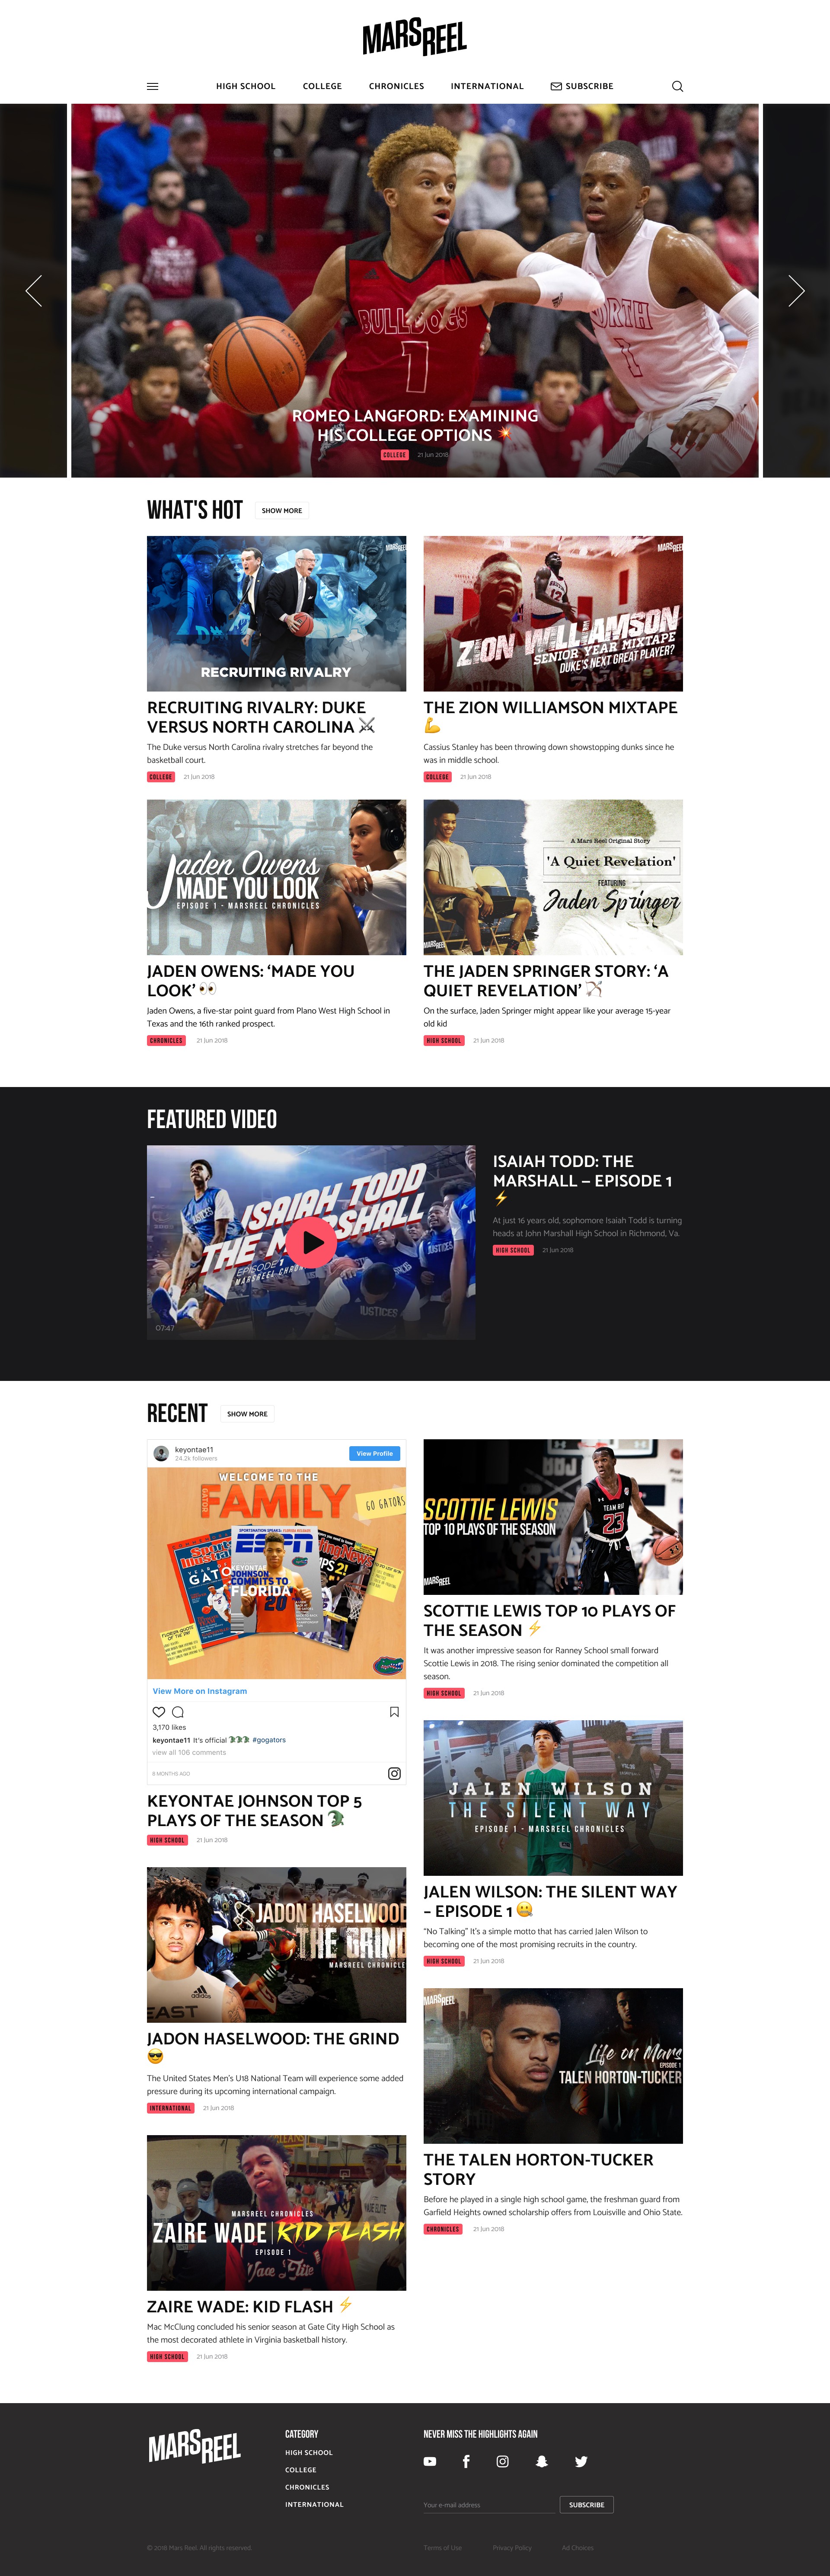 MARSREEL
HIGH SCHOOL COLLEGE CHRONICLES INTERNATIONAL SUBSCRIBE
BULLDOGS
1
ORTH
1
ROMEO LANGFORD: EXAMINING
HIS COLLEGE OPTIONS 💥
COLLEGE 21 Jun 2018
WHAT'S HOT SHOW MORE
MARSREEL
RECRUITING RIVALRY
RECRUITING RIVALRY: DUKE
VERSUS NORTH CAROLINA ⚔
The Duke versus North Carolina rivalry stretches far beyond the
basketball court.
COLLEGE 21 Jun 2018
MARSREEL
12
ZION WILLIAMSON
SENIOR YEAR MIXTAPE
DUKE'S NEXT GREAT PLAYER?
THE ZION WILLIAMSON MIXTAPE
💪
Cassius Stanley has been throwing down showstopping dunks since he
was in middle school.
COLLEGE 21 Jun 2018
Jaden Owens
MADE YOU LOOK
EPISODE 1 - MARSREEL CHRONICLES
USA
JADEN OWENS: ‘MADE YOU
LOOK’ 👀
Jaden Owens, a five-star point guard from Plano West High School in
Texas and the 16th ranked prospect.
CHRONICLES 21 Jun 2018
A Mars Reel Original Story
'A Quiet Revelation'
FEATURING
Jaden Springer
MARSREEL
THE JADEN SPRINGER STORY: ‘A
QUIET REVELATION’ 🏹
On the surface, Jaden Springer might appear like your average 15-year
old kid
HIGH SCHOOL 21 Jun 2018
FEATURED VIDEO
ISAIAH TODD
THE MARSHALL
EPISODE
MARSREEL CHRON
JUSTICES
07:47
ISAIAH TODD: THE
MARSHALL – EPISODE 1
⚡
At just 16 years old, sophomore Isaiah Todd is turning
heads at John Marshall High School in Richmond, Va.
HIGH SCHOOL 21 Jun 2018
RECENT SHOW MORE
keyontae11
24.2k followers
View Profile
WELCOME TO THE
GATOR
FAMILY
GO GATORS
ESPN
KEYONTAE
JOHNSON
COMMITS TO
FLORIDA
20
View More on Instagram
3,170 likes
keyontae11 It's official 🐊🐊🐊 #gogators
view all 106 comments
9 MONTHS AGO
KEYONTAE JOHNSON TOP 5
PLAYS OF THE SEASON 🐊
HIGH SCHOOL 21 Jun 2018
JADON HASELWOOD
THE GRIND
MARSREEL CHRONICLE
adidas
EAST
JADON HASELWOOD: THE GRIND
😎
The United States Men’s U18 National Team will experience some added
pressure during its upcoming international campaign.
INTERNATIONAL 21 Jun 2018
MARSREEL CHRONICLES
ZAIRE WADE KID FLASH
EPISODE 1
ZAIRE WADE: KID FLASH ⚡
Mac McClung concluded his senior season at Gate City High School as
the most decorated athlete in Virginia basketball history.
HIGH SCHOOL 21 Jun 2018
SCOTTIE LEWIS
TOP 10 PLAYS OF THE SEASON
TEAM RIO
23
MARSREEL
SCOTTIE LEWIS TOP 10 PLAYS OF
THE SEASON ⚡
It was another impressive season for Ranney School small forward
Scottie Lewis in 2018. The rising senior dominated the competition all
season.
HIGH SCHOOL 21 Jun 2018
JALEN WILSON
THE SILENT WAY
EPISODE 1 - MARSREEL CHRONICLES
JALEN WILSON: THE SILENT WAY
– EPISODE 1 🤐
“No Talking” It’s a simple motto that has carried Jalen Wilson to
becoming one of the most promising recruits in the country.
HIGH SCHOOL 21 Jun 2018
MARSREEL
Life on Mars
EPISODE 1
TALEN HORTON-TUCKER
THE TALEN HORTON-TUCKER
STORY
Before he played in a single high school game, the freshman guard from
Garfield Heights owned scholarship offers from Louisville and Ohio State.
CHRONICLES 21 Jun 2018
MARSREEL
CATEGORY
HIGH SCHOOL
COLLEGE
CHRONICLES
INTERNATIONAL
NEVER MISS THE HIGHLIGHTS AGAIN
Your e-mail address SUBSCRIBE
© 2018 Mars Reel. All rights reserved. Terms of Use Privacy Policy Ad Choices